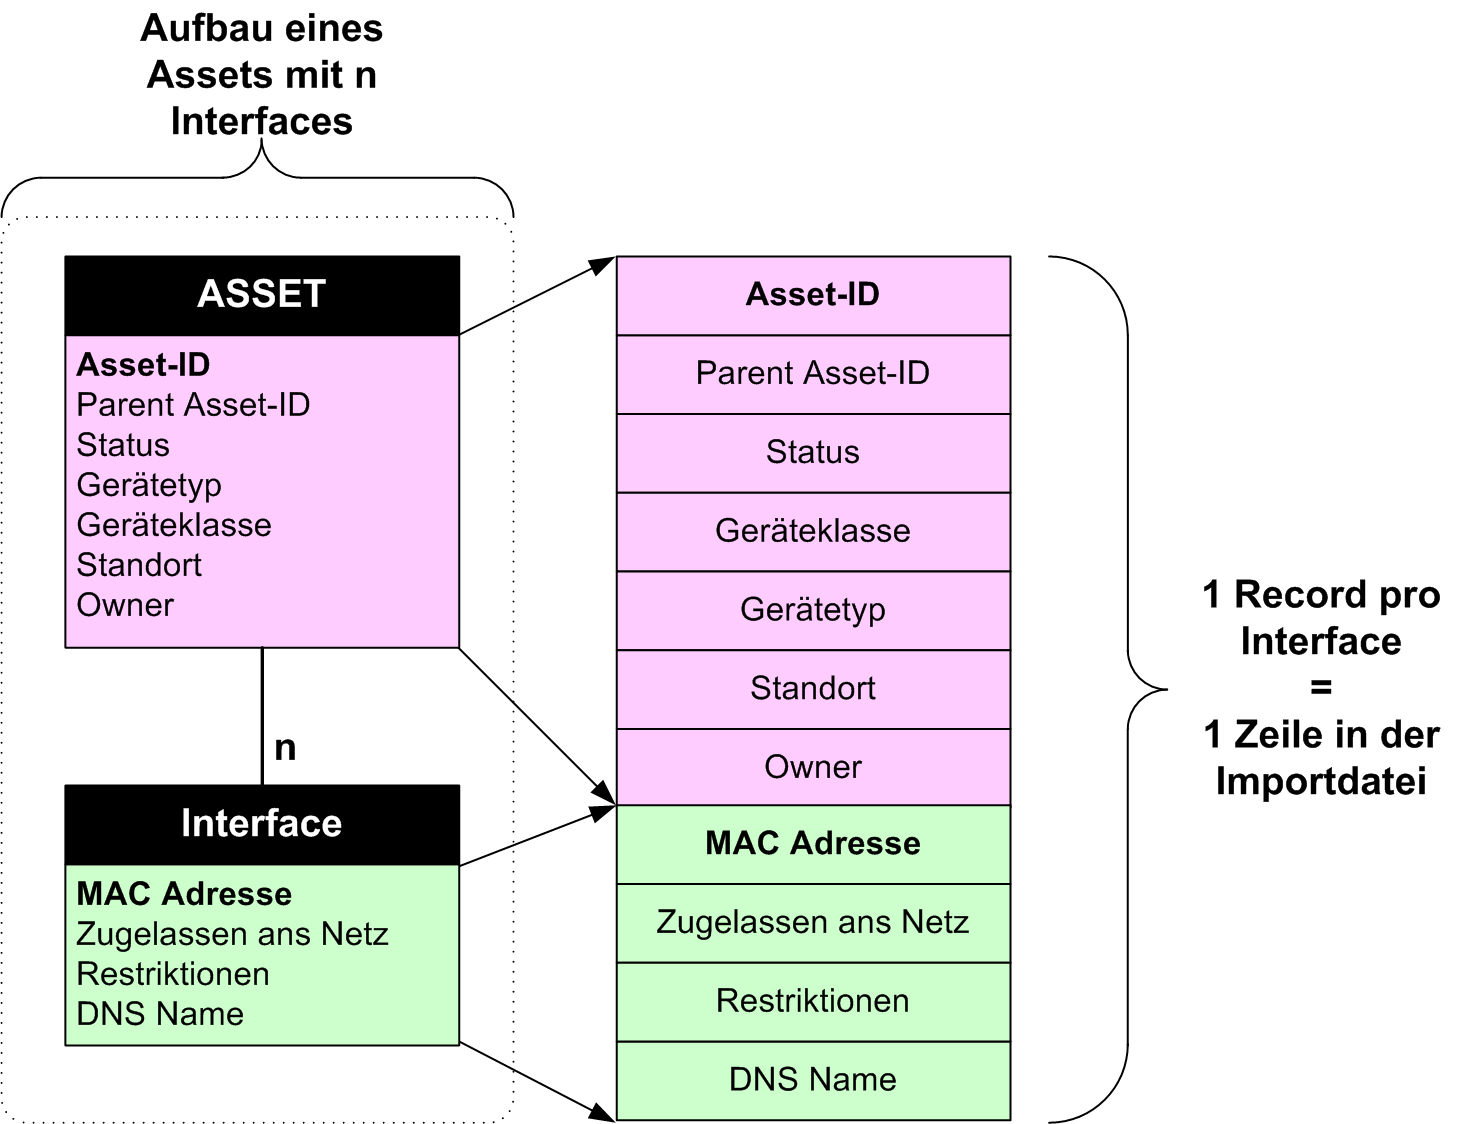 Aufbau eines
Assets mit n
Interfaces
ASSET
Asset-ID
Parent Asset-ID
Status
Gerätetyp
Geräteklasse
Standort
Owner
n
Interface
MAC Adresse
Zugelassen ans Netz
Restriktionen
DNS Name
Asset-ID
Parent Asset-ID
Status
Geräteklasse
Gerätetyp
Standort
Owner
MAC Adresse
Zugelassen ans Netz
Restriktionen
DNS Name
1 Record pro
Interface
=
1 Zeile in der
Importdatei